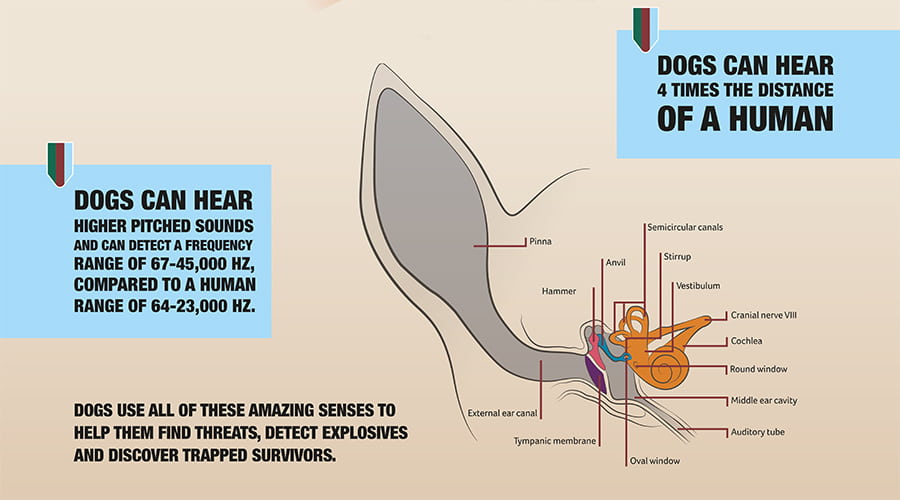 DOGS CAN HEAR
4 TIMES THE DISTANCE
OF A HUMAN
DOGS CAN HEAR
HIGHER PITCHED SOUNDS
AND CAN DETECT A FREQUENCY
RANGE OF 67-45,000 HZ,
COMPARED TO A HUMAN
RANGE OF 64-23,000 HZ.
Semicircular canals
Pinna
Stirrup
Anvil
Vestibulum
Hammer
Cranial nerve VIII
Cochlea
Round window
Middle ear cavity
External ear canal
Auditory tube
Tympanic membrane
Oval window
DOGS USE ALL OF THESE AMAZING SENSES TO
HELP THEM FIND THREATS, DETECT EXPLOSIVES
AND DISCOVER TRAPPED SURVIVORS.